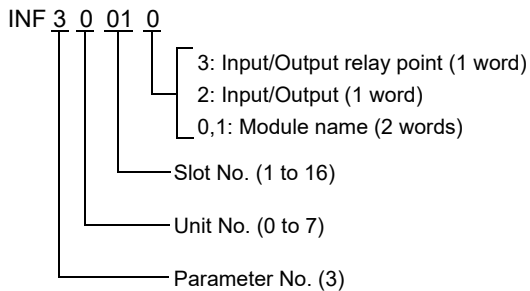 INF 3 0 01 0
3: Input/Output relay point (1 word)
2: Input/Output (1 word)
0,1: Module name (2 words)
Slot No. (1 to 16)
Unit No. (0 to 7)
Parameter No. (3)